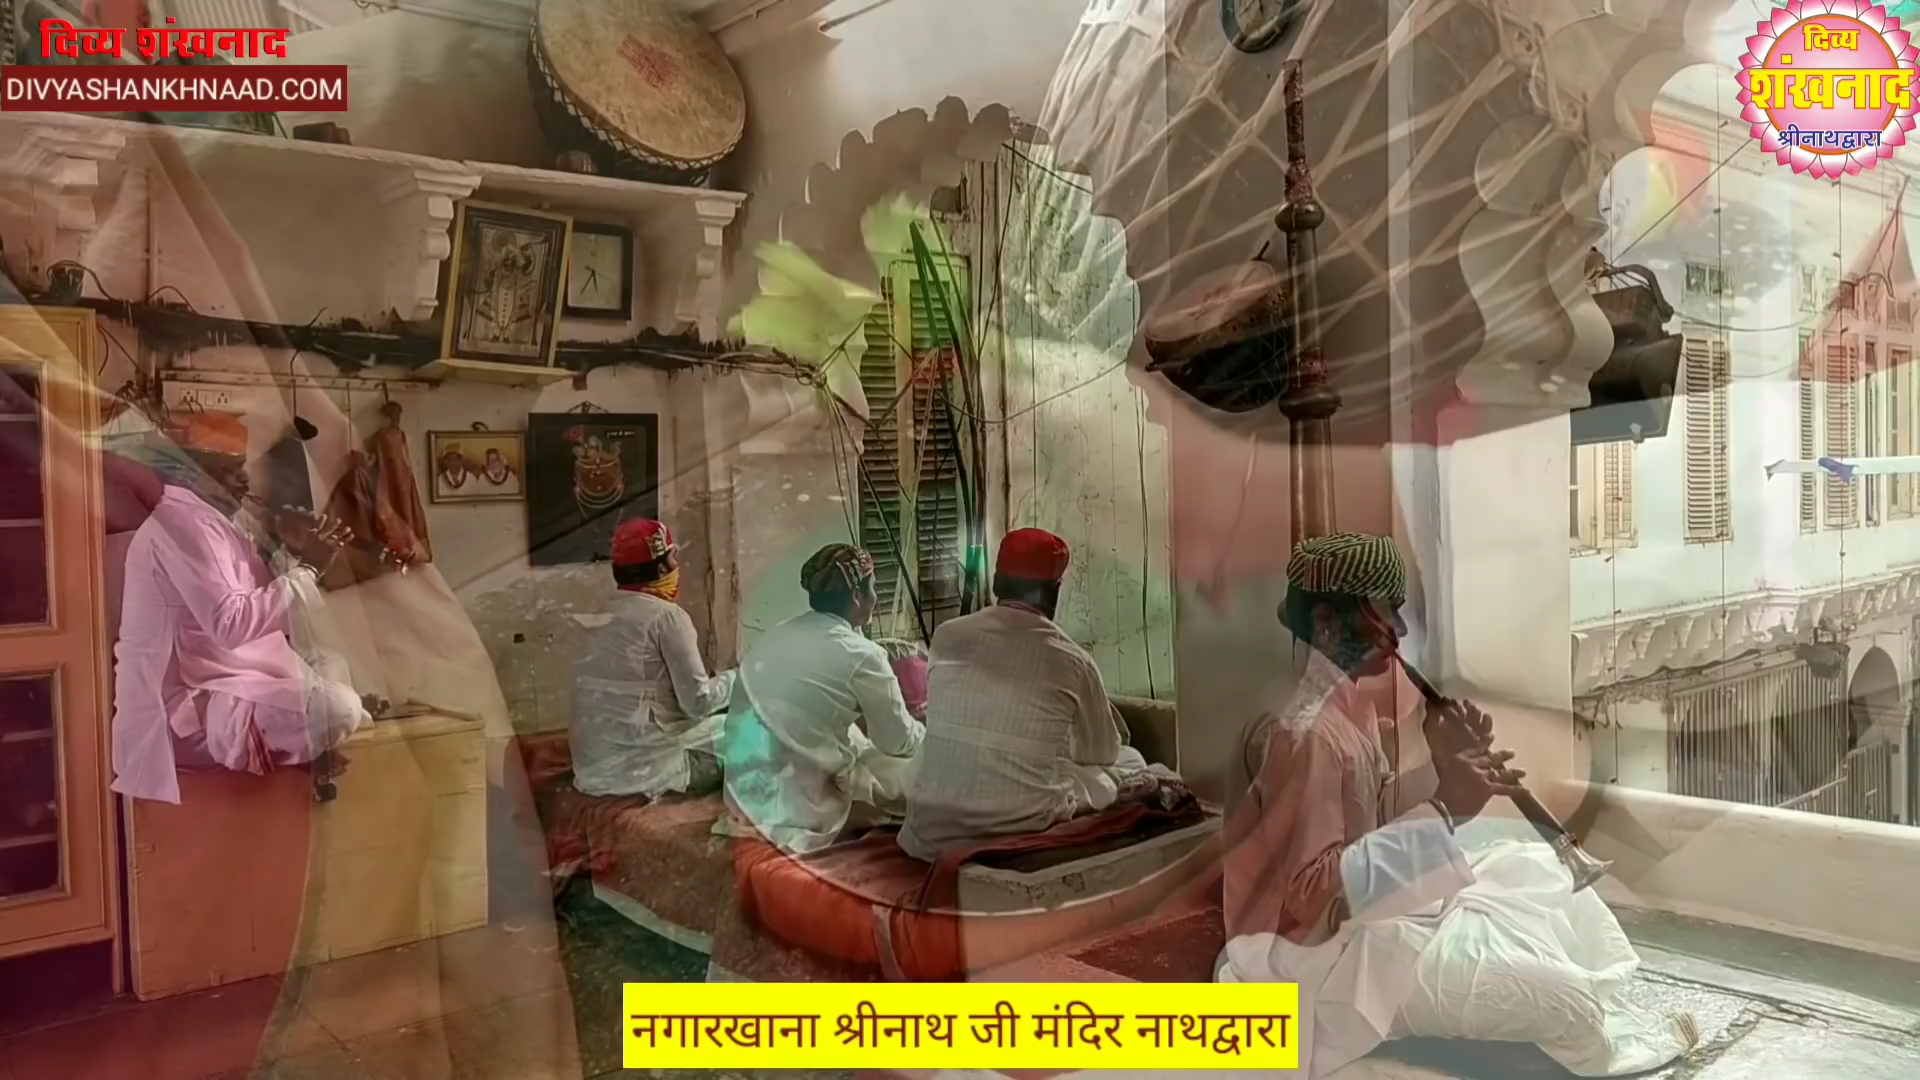 दिव्य शंखनाद
DIVYASHANKHNAAD.COM
दिव्य
शंखनाद
श्रीनाथद्वारा
नगारखाना श्रीनाथ जी मंदिर नाथद्वारा